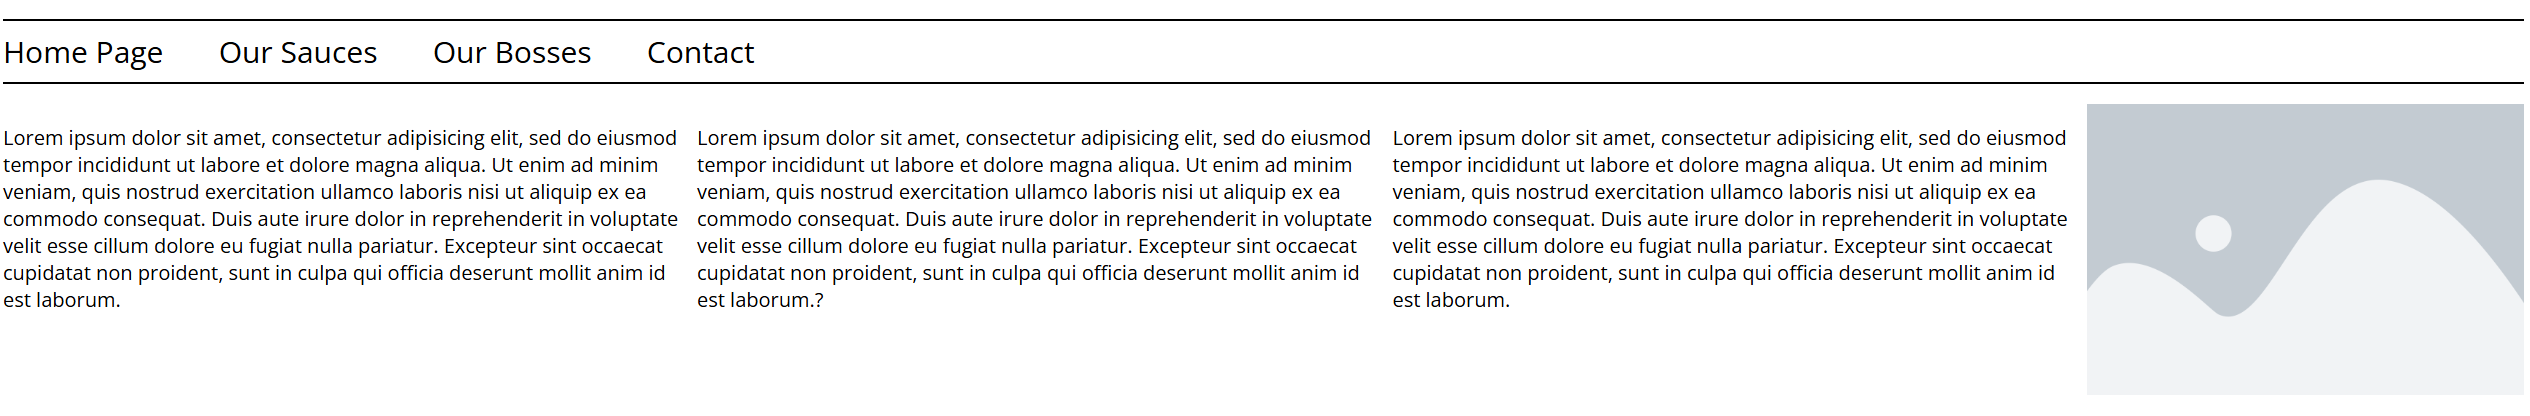 Home Page Our Sauces Our Bosses Contact
Lorem ipsum dolor sit amet, consectetur adipisicing elit, sed do eiusmod
tempor incididunt ut labore et dolore magna aliqua. Ut enim ad minim
veniam, quis nostrud exercitation ullamco laboris nisi ut aliquip ex ea
commodo consequat. Duis aute irure dolor in reprehenderit in voluptate
velit esse cillum dolore eu fugiat nulla pariatur. Excepteur sint occaecat
cupidatat non proident, sunt in culpa qui officia deserunt mollit anim id
est laborum.
Lorem ipsum dolor sit amet, consectetur adipisicing elit, sed do eiusmod
tempor incididunt ut labore et dolore magna aliqua. Ut enim ad minim
veniam, quis nostrud exercitation ullamco laboris nisi ut aliquip ex ea
commodo consequat. Duis aute irure dolor in reprehenderit in voluptate
velit esse cillum dolore eu fugiat nulla pariatur. Excepteur sint occaecat
cupidatat non proident, sunt in culpa qui officia deserunt mollit anim id
est laborum.?
Lorem ipsum dolor sit amet, consectetur adipisicing elit, sed do eiusmod
tempor incididunt ut labore et dolore magna aliqua. Ut enim ad minim
veniam, quis nostrud exercitation ullamco laboris nisi ut aliquip ex ea
commodo consequat. Duis aute irure dolor in reprehenderit in voluptate
velit esse cillum dolore eu fugiat nulla pariatur. Excepteur sint occaecat
cupidatat non proident, sunt in culpa qui officia deserunt mollit anim id
est laborum.